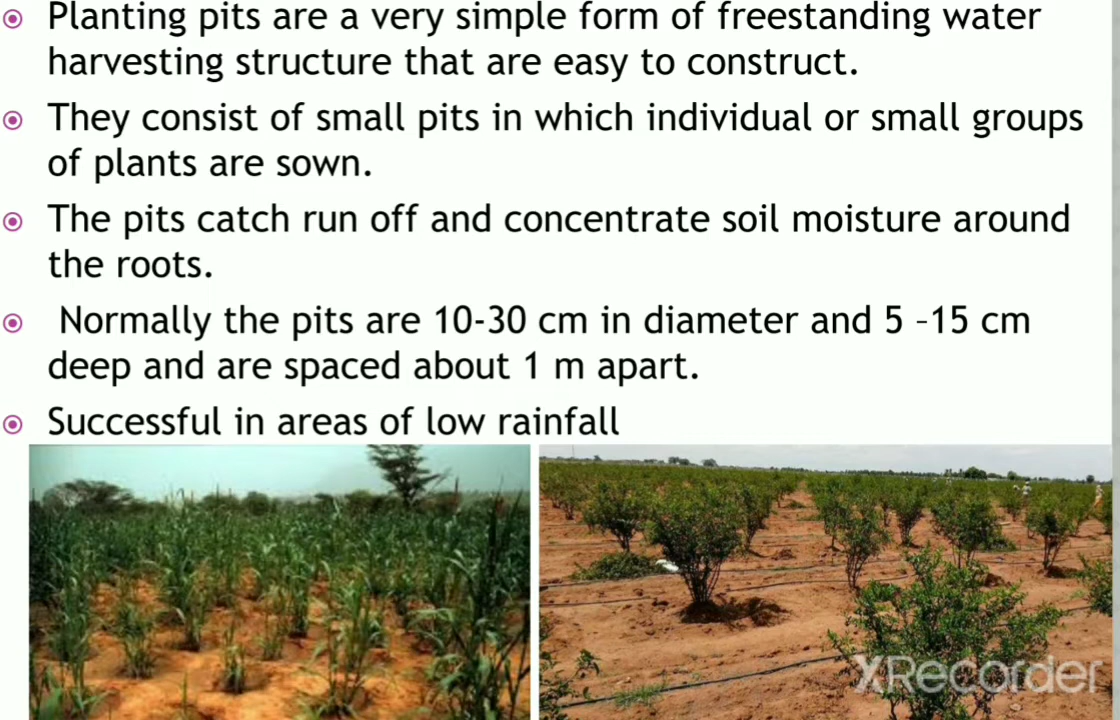 Planting pits are a very simple form of freestanding water
harvesting structure that are easy to construct.
They consist of small pits in which individual or small groups
of plants are sown.
The pits catch run off and concentrate soil moisture around
the roots.
Normally the pits are 10-30 cm in diameter and 5 –15 cm
deep and are spaced about 1 m apart.
Successful in areas of low rainfall
XRecorder